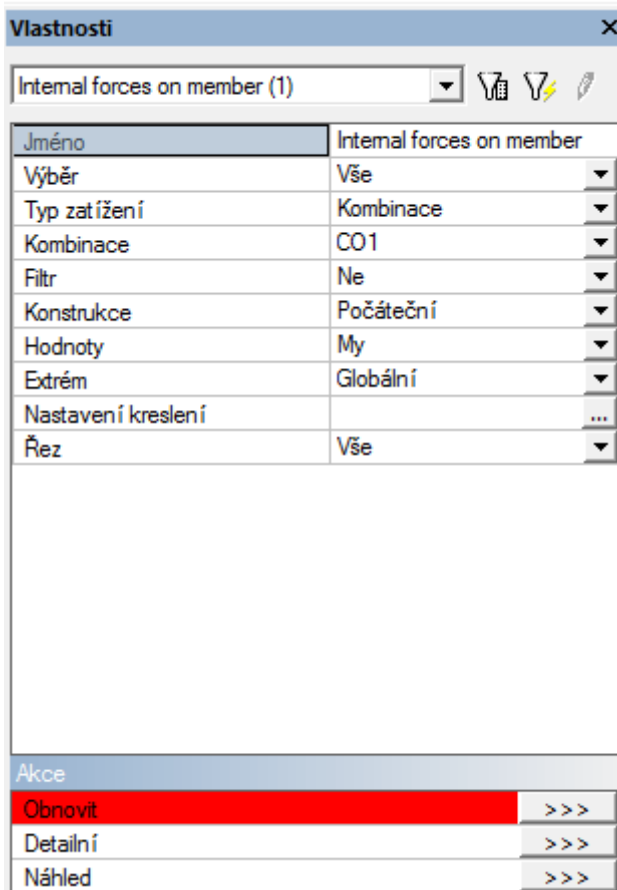 Vlastnosti
Internal forces on member (1)
Jméno Internal forces on member
Výběr Vše
Typ zatížení Kombinace
Kombinace CO1
Filtr Ne
Konstrukce Počáteční
Hodnoty My
Extrém Globální
Nastavení kreslení ...
Řez Vše
Akce
Obnovit >>>
Detailní >>>
Náhled >>>